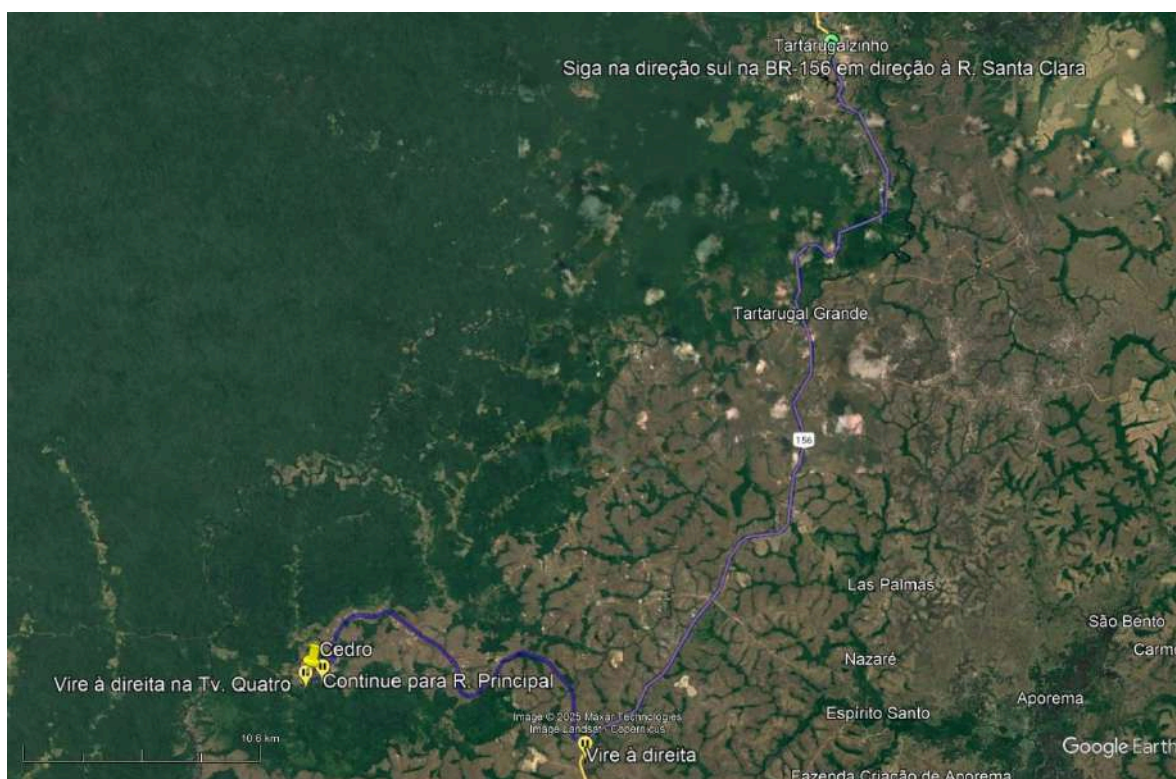 Tartarugalzinho
Siga na direção sul na BR-156 em direção à R. Santa Clara
Tartarugal Grande
156
Las Palmas
São Bento
Carmo
Cedro
Nazaré
Vire à direita na Tv. Quatro
Continue para R. Principal
Aporema
Espírito Santo
Image © 2025 Maxar Technologies
Image Landsat / Copernicus
10.6 km
Vire à direita
Google Earth
Fazenda Criação de Aporema